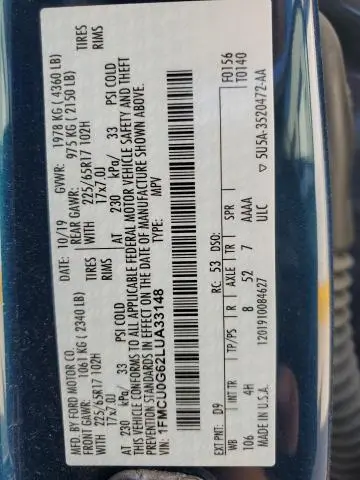 MFD. BY FORD MOTOR CO.
DATE: 10/19 GVWR: 1978 KG ( 4360 LB)
FRONT GAWR: 1061 KG ( 2340 LB) REAR GAWR: 975 KG ( 2150 LB)
225/65R17 102H WITH 225/65R17 102H WITH TIRES
17x7.0J 17x7.0J RIMS
AT 230 kPa/ 33 PSI COLD AT 230 kPa/ 33 PSI COLD
THIS VEHICLE CONFORMS TO ALL APPLICABLE FEDERAL MOTOR VEHICLE SAFETY AND THEFT
PREVENTION STANDARDS IN EFFECT ON THE DATE OF MANUFACTURE SHOWN ABOVE.
VIN: 1FMCU0G62LUA33148
TYPE: MPV
F0156
T0140
EXT PNT: D9 RC: 53 DSO:
WB INT TR TP/PS R AXLE TR SPR
106 4H 8 52 7 AAAA
MADE IN U.S.A. 1201910084627 ULC
▽ 5U5A-3520472-AA